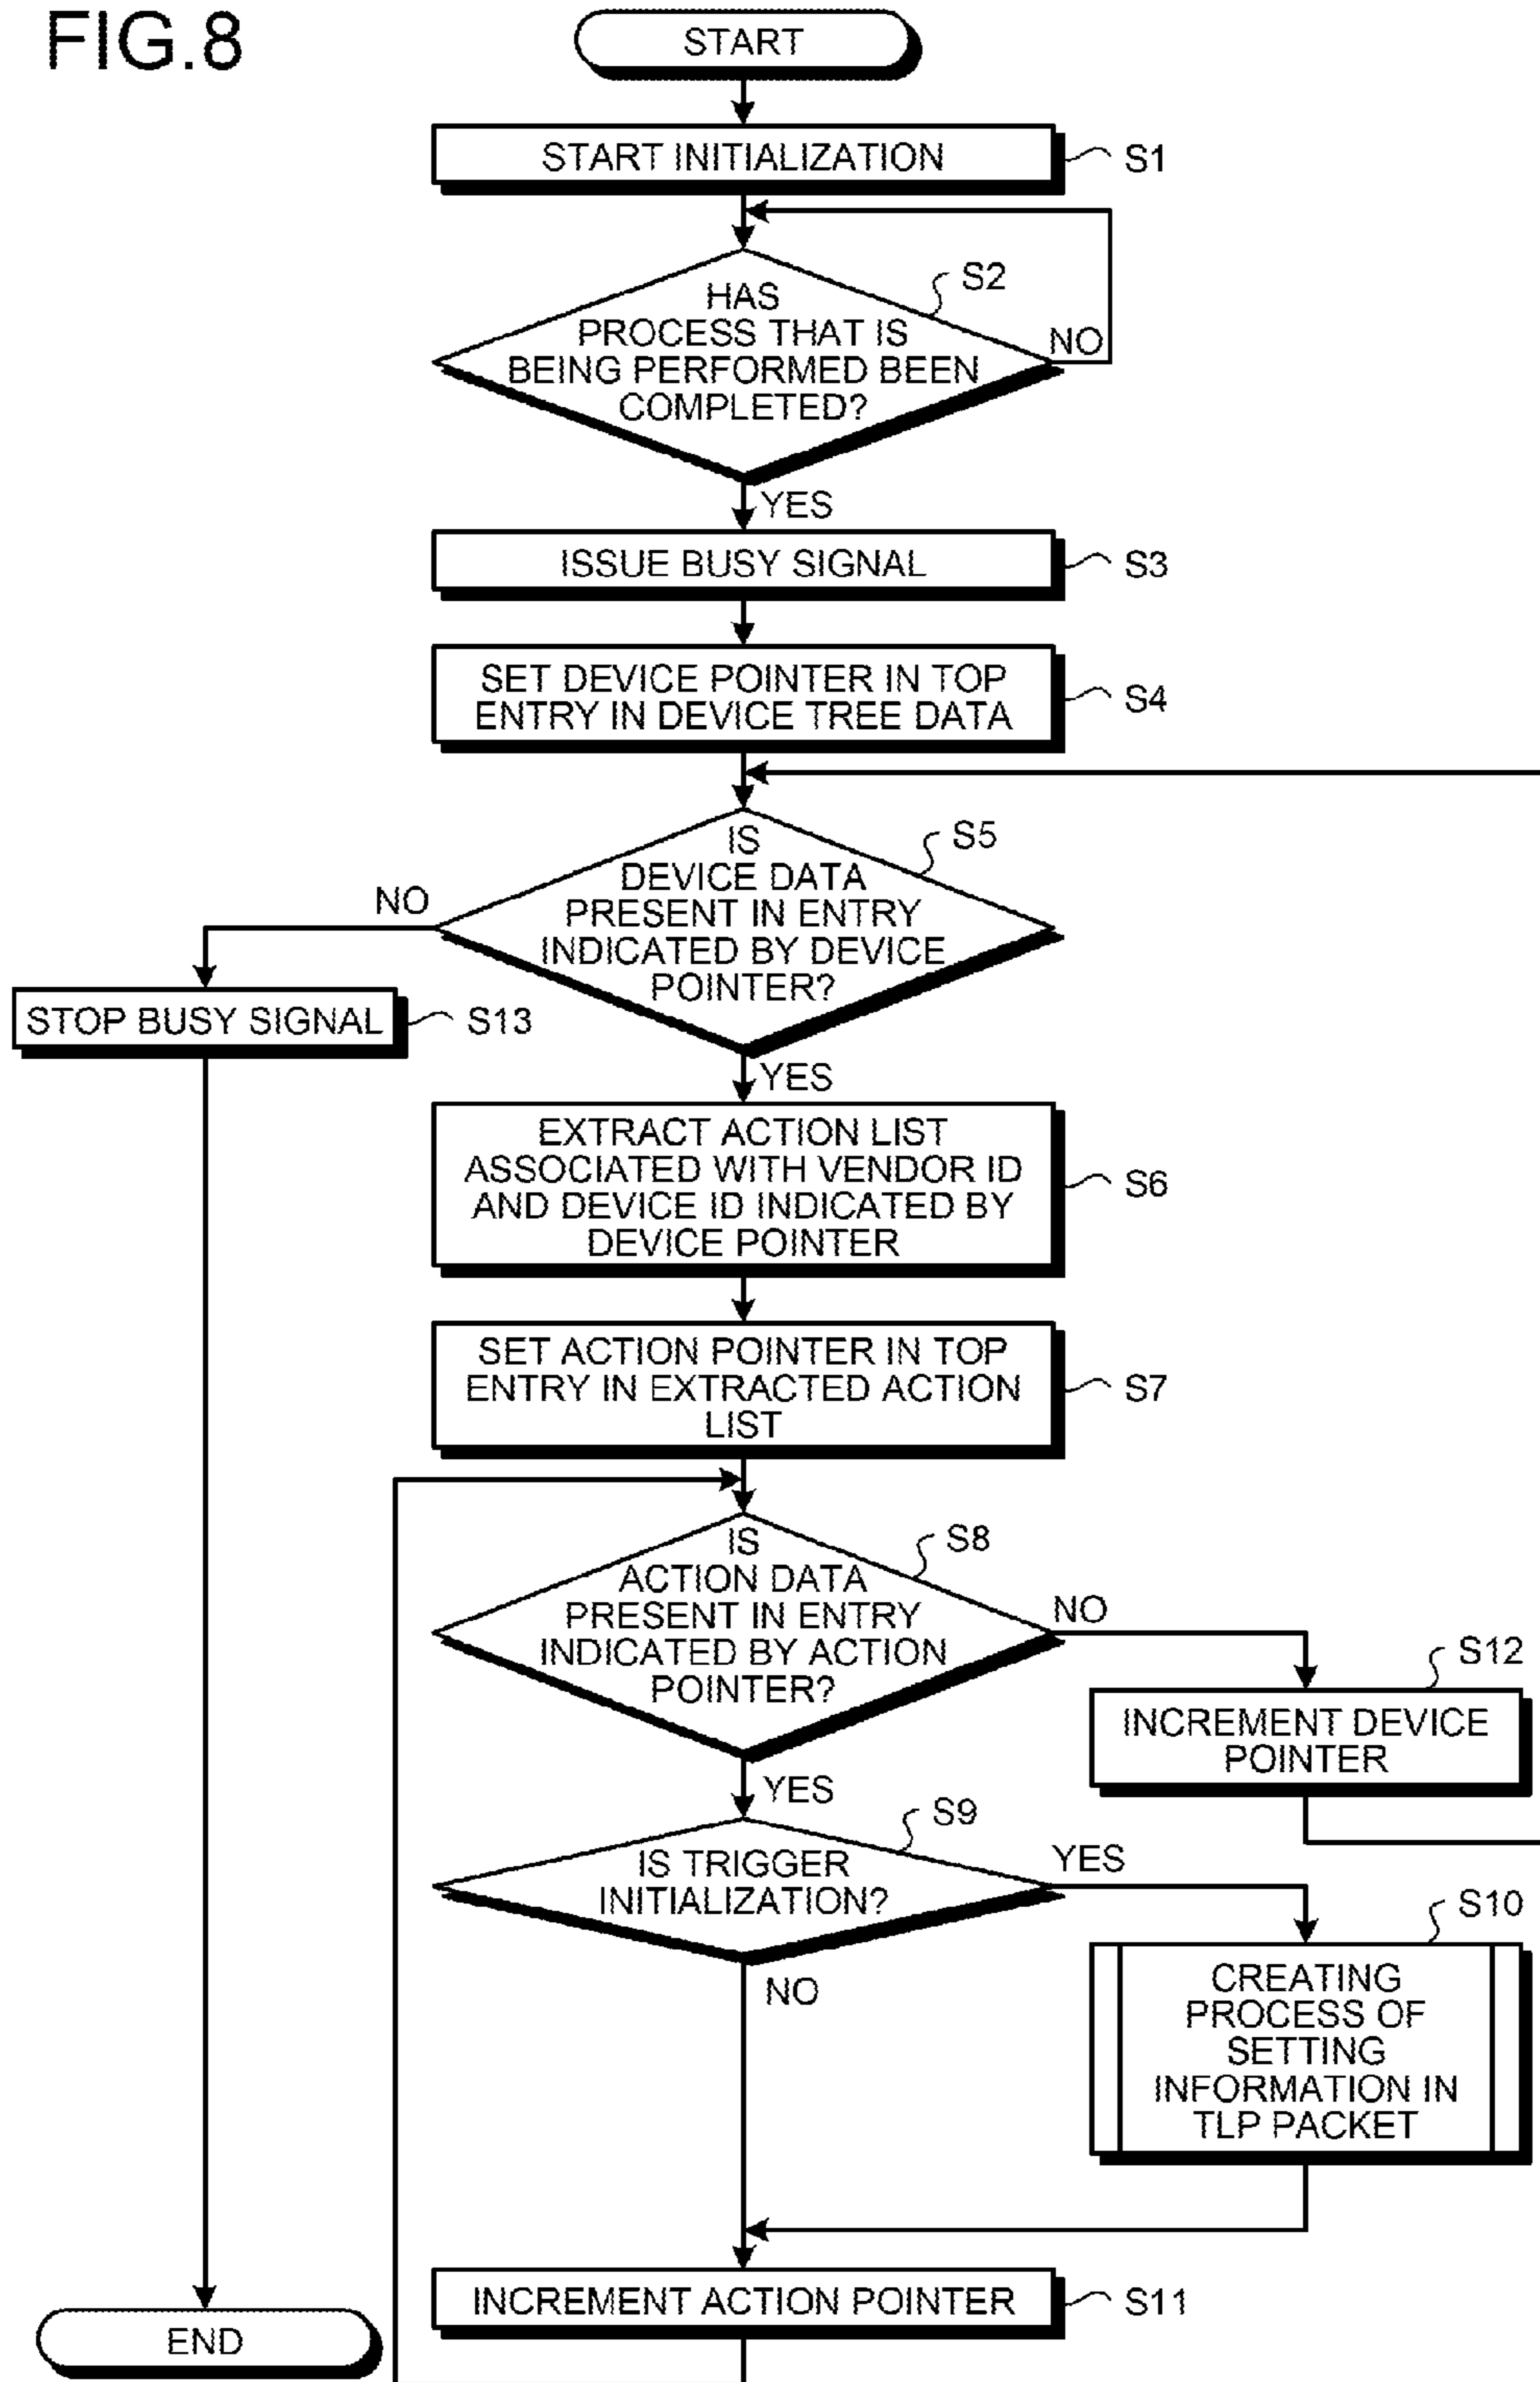 FIG.8
START
START INITIALIZATION
S1
S2
HAS
PROCESS THAT IS
BEING PERFORMED BEEN
COMPLETED?
NO
YES
ISSUE BUSY SIGNAL
S3
SET DEVICE POINTER IN TOP
ENTRY IN DEVICE TREE DATA
S4
S5
IS
DEVICE DATA
PRESENT IN ENTRY
INDICATED BY DEVICE
POINTER?
NO
STOP BUSY SIGNAL
S13
YES
EXTRACT ACTION LIST
ASSOCIATED WITH VENDOR ID
AND DEVICE ID INDICATED BY
DEVICE POINTER
S6
SET ACTION POINTER IN TOP
ENTRY IN EXTRACTED ACTION
LIST
S7
S8
IS
ACTION DATA
PRESENT IN ENTRY
INDICATED BY ACTION
POINTER?
NO
S12
INCREMENT DEVICE
POINTER
YES
S9
IS TRIGGER
INITIALIZATION?
YES
S10
CREATING
PROCESS OF
SETTING
INFORMATION IN
TLP PACKET
NO
INCREMENT ACTION POINTER
S11
END